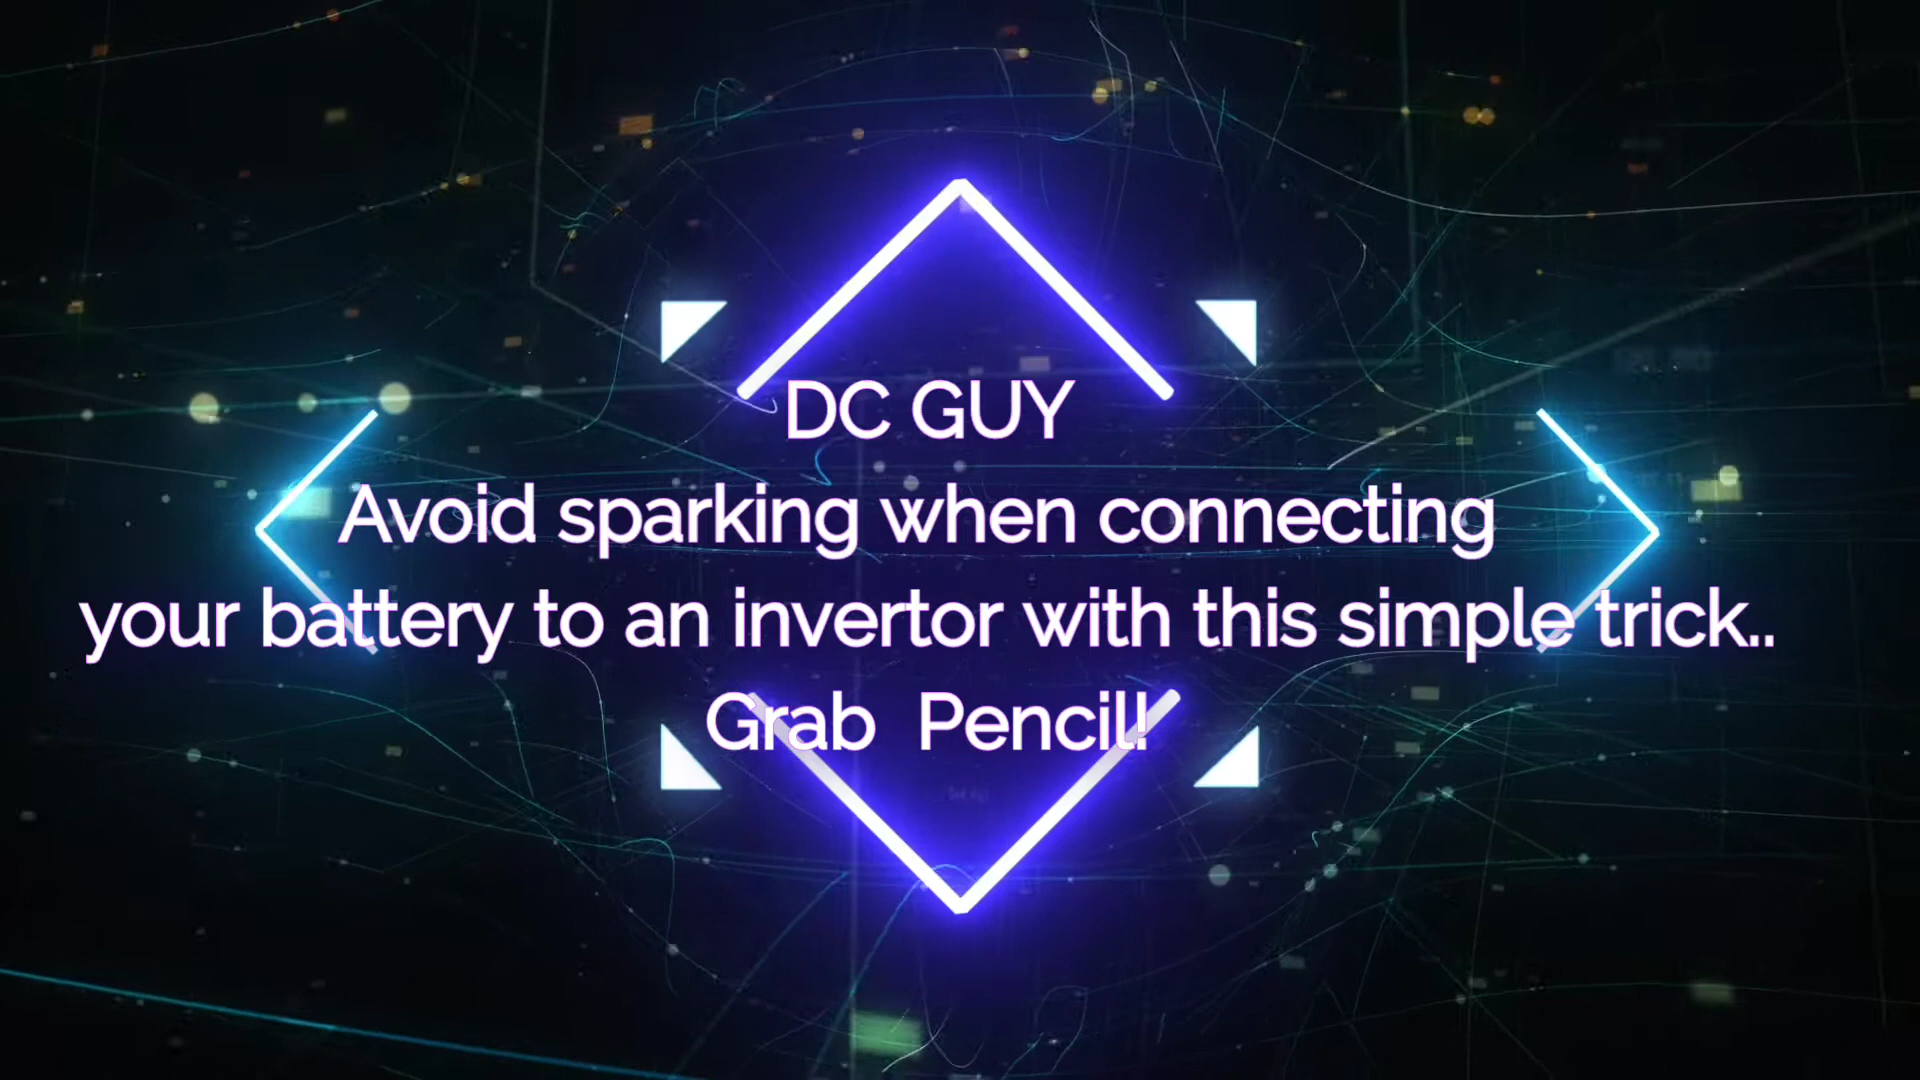 DC GUY
Avoid sparking when connecting
your battery to an invertor with this simple trick..
Grab  Pencil!